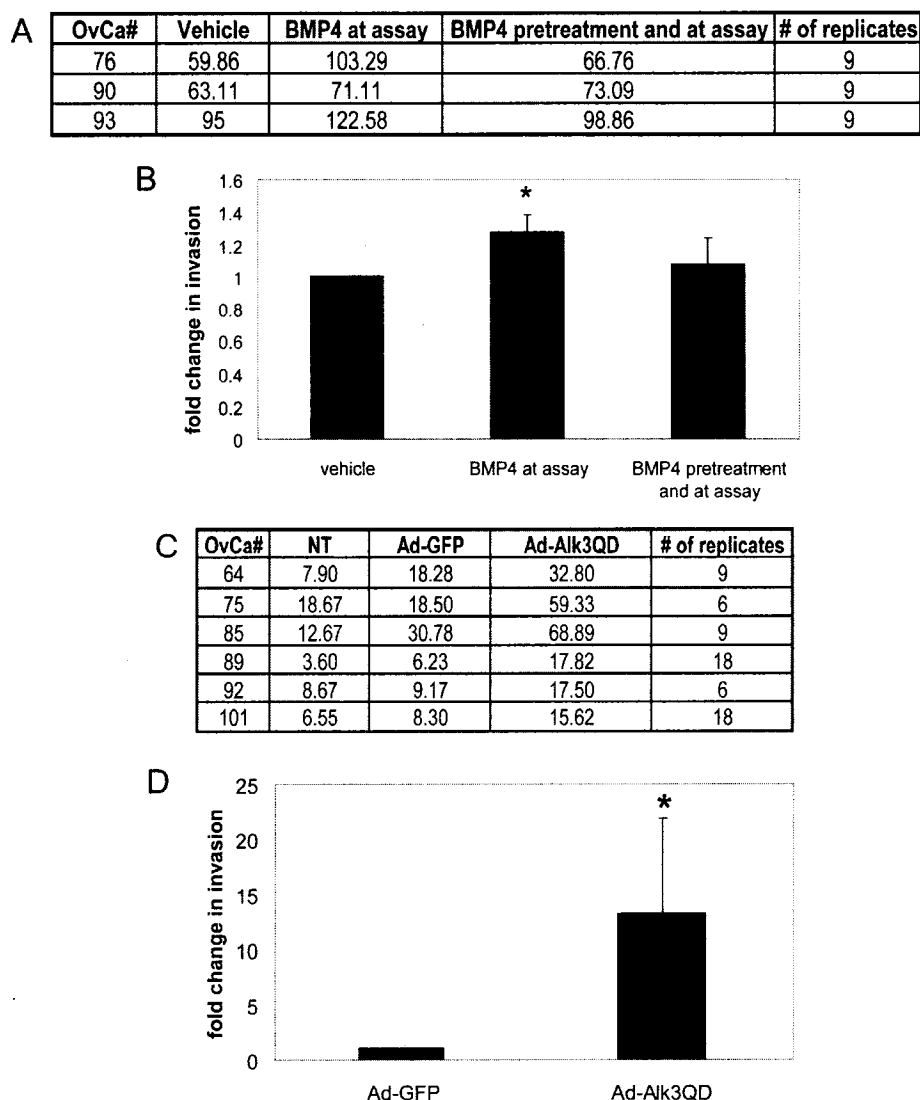 A
OvCa# Vehicle BMP4 at assay BMP4 pretreatment and at assay # of replicates
76 59.86 103.29 66.76 9
90 63.11 71.11 73.09 9
93 95 122.58 98.86 9
B
fold change in invasion
1.6
1.4
1.2
1
0.8
0.6
0.4
0.2
0
*
vehicle
BMP4 at assay
BMP4 pretreatment
and at assay
C
OvCa# NT Ad-GFP Ad-Alk3QD # of replicates
64 7.90 18.28 32.80 9
75 18.67 18.50 59.33 6
85 12.67 30.78 68.89 9
89 3.60 6.23 17.82 18
92 8.67 9.17 17.50 6
101 6.55 8.30 15.62 18
D
fold change in invasion
25
20
15
10
5
0
*
Ad-GFP
Ad-Alk3QD